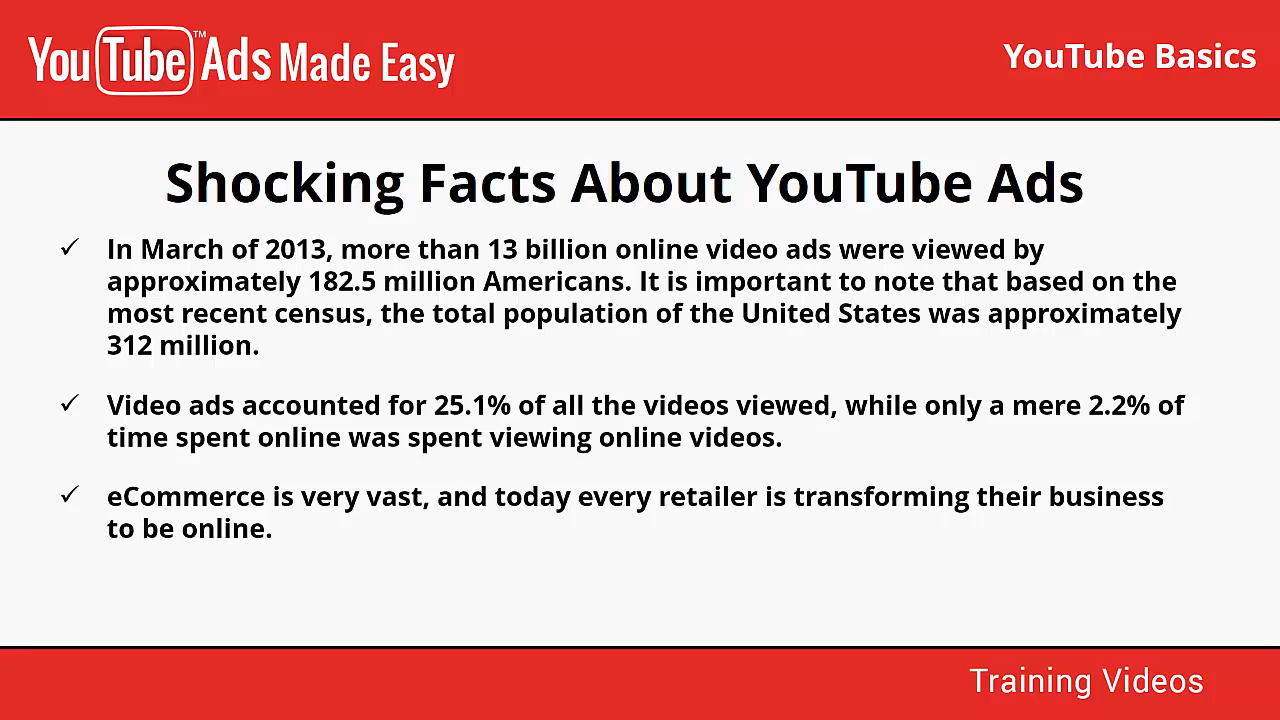 YouTube™ Ads Made Easy
YouTube Basics
Shocking Facts About YouTube Ads
✓ In March of 2013, more than 13 billion online video ads were viewed by
approximately 182.5 million Americans. It is important to note that based on the
most recent census, the total population of the United States was approximately
312 million.
✓ Video ads accounted for 25.1% of all the videos viewed, while only a mere 2.2% of
time spent online was spent viewing online videos.
✓ eCommerce is very vast, and today every retailer is transforming their business
to be online.
Training Videos